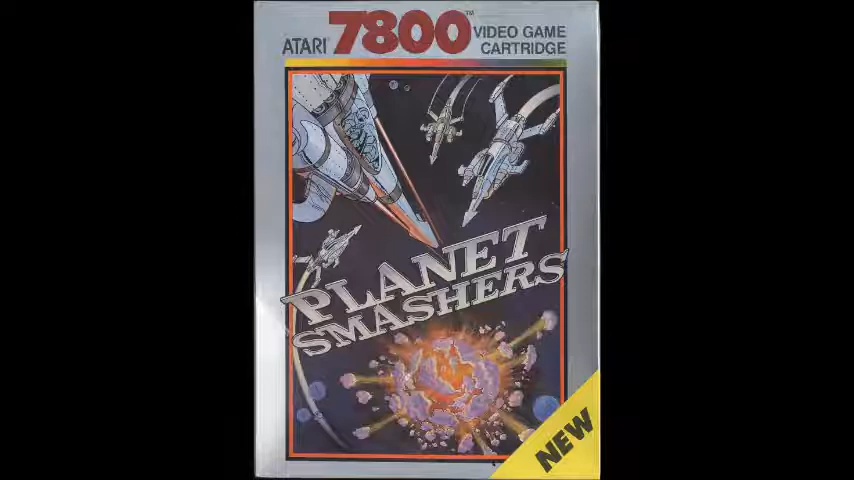 ATARI 7800™ VIDEO GAME
CARTRIDGE
PLANET
SMASHERS
NEW